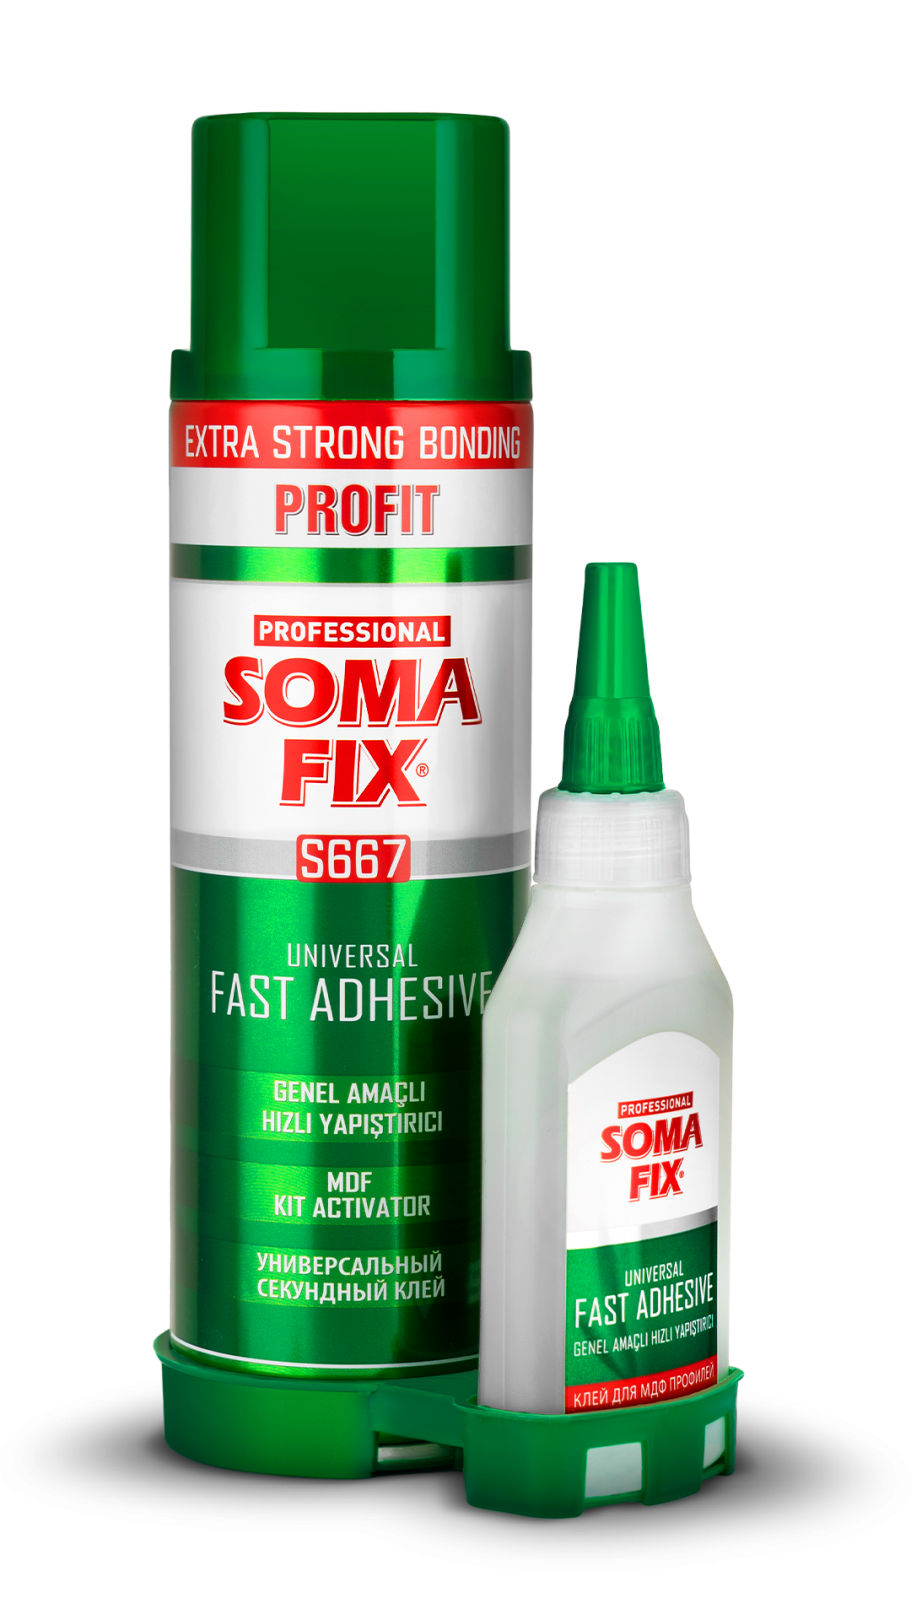 EXTRA STRONG BONDING
PROFIT
PROFESSIONAL
SOMA
FIX®
S667
UNIVERSAL
FAST ADHESIVE
GENEL AMAÇLI
HIZLI YAPIŞTIRICI
MDF
KIT ACTIVATOR
УНИВЕРСАЛЬНЫЙ
СЕКУНДНЫЙ КЛЕЙ
PROFESSIONAL
SOMA
FIX®
UNIVERSAL
FAST ADHESIVE
GENEL AMAÇLI HIZLI YAPIŞTIRICI
КЛЕЙ ДЛЯ МДФ ПРОФИЛЕЙ